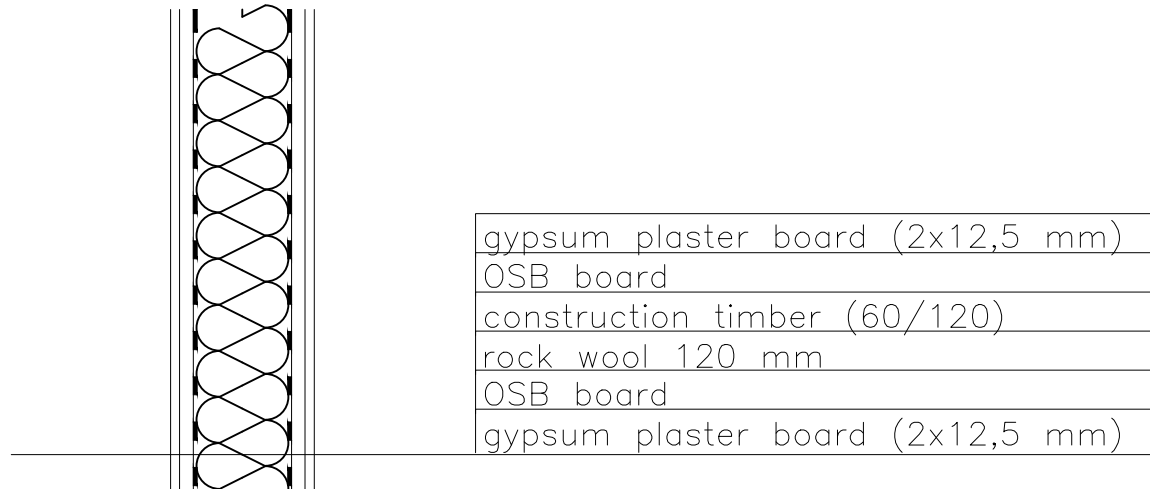 gypsum plaster board (2x12,5 mm)
OSB board
construction timber (60/120)
rock wool 120 mm
OSB board
gypsum plaster board (2x12,5 mm)